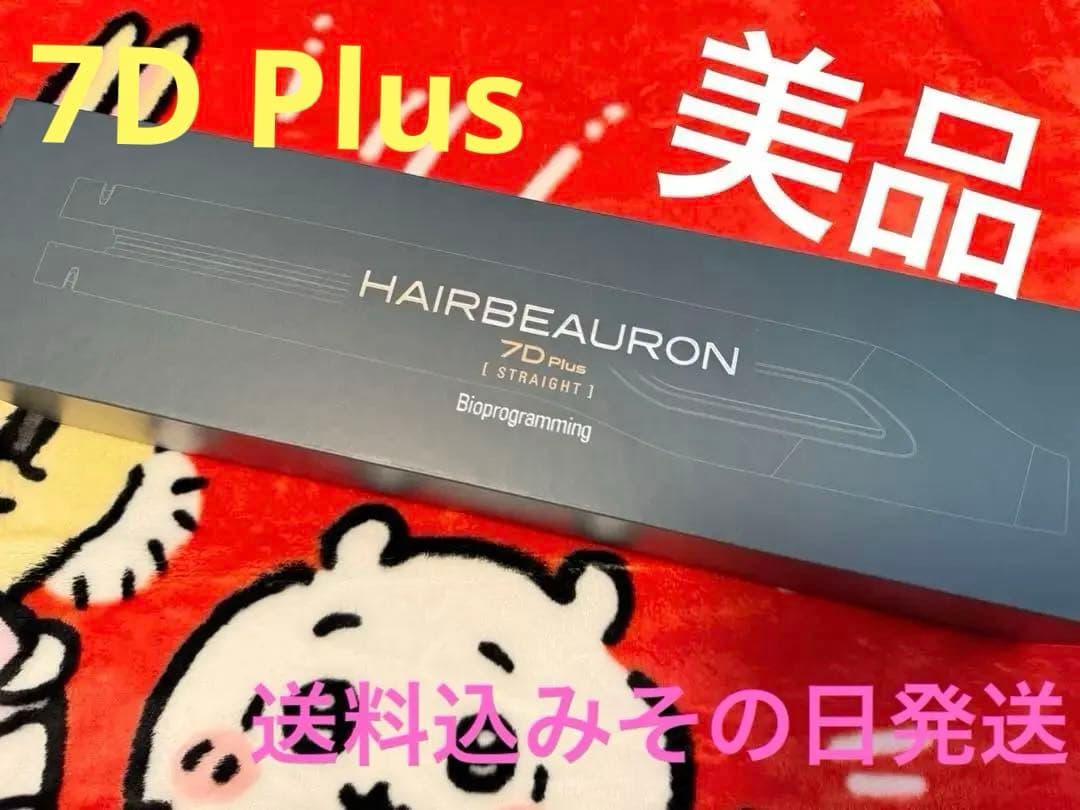 7D Plus
美品
HAIRBEAURON
7D Plus
[ STRAIGHT ]
Bioprogramming
送料込みその日発送